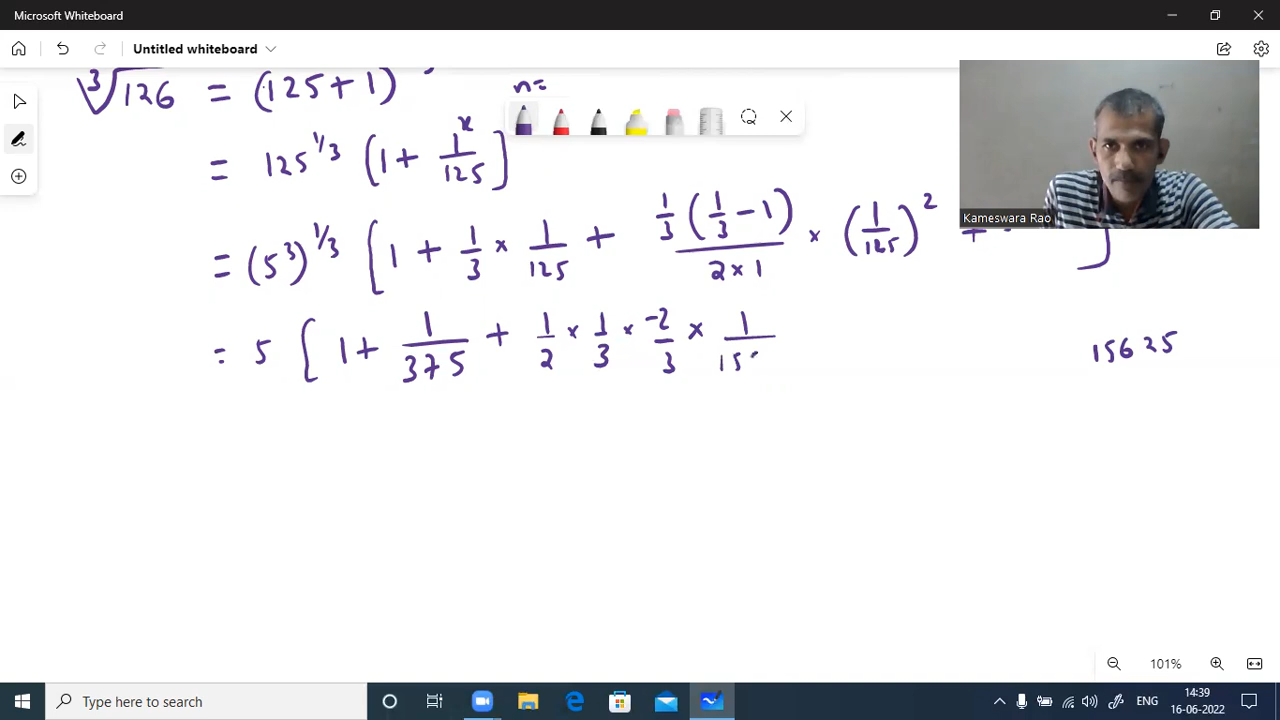 Microsoft Whiteboard
Untitled whiteboard
∛126 = (125+1)
n=
= 125^1/3 (1 + 1/125]
x
Kameswara Rao
= (5³)^1/3 [1 + 1/3 × 1/125 + 1/3(1/3 − 1)/2×1 × (1/125)² + ]
= 5 [1 + 1/375 + 1/2 × 1/3 × -2/3 × 1/15
15625
101%
Type here to search
ENG
14:39
16-06-2022